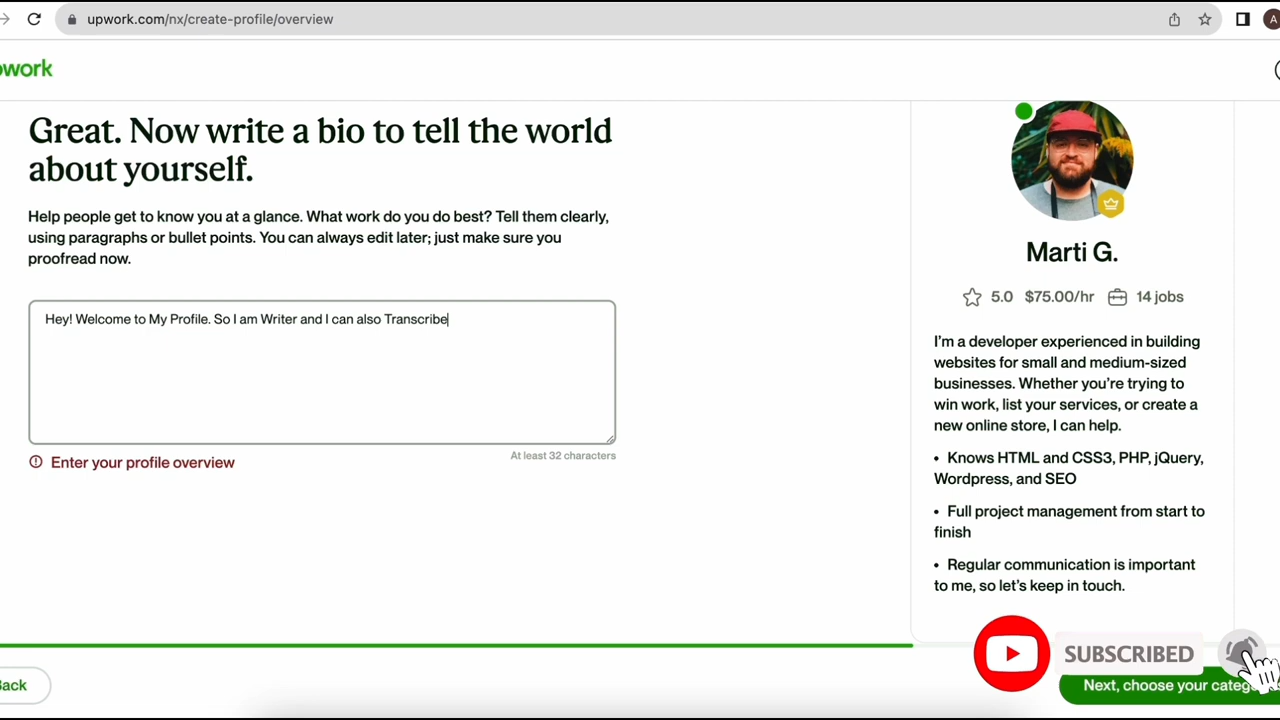 upwork.com/nx/create-profile/overview
A
pwork
Great. Now write a bio to tell the world
about yourself.
Help people get to know you at a glance. What work do you do best? Tell them clearly,
using paragraphs or bullet points. You can always edit later; just make sure you
proofread now.
Hey! Welcome to My Profile. So I am Writer and I can also Transcribe
At least 32 characters
Enter your profile overview
Marti G.
5.0 $75.00/hr 14 jobs
I'm a developer experienced in building
websites for small and medium-sized
businesses. Whether you're trying to
win work, list your services, or create a
new online store, I can help.
• Knows HTML and CSS3, PHP, jQuery,
Wordpress, and SEO
• Full project management from start to
finish
• Regular communication is important
to me, so let's keep in touch.
SUBSCRIBED
Back
Next, choose your catego